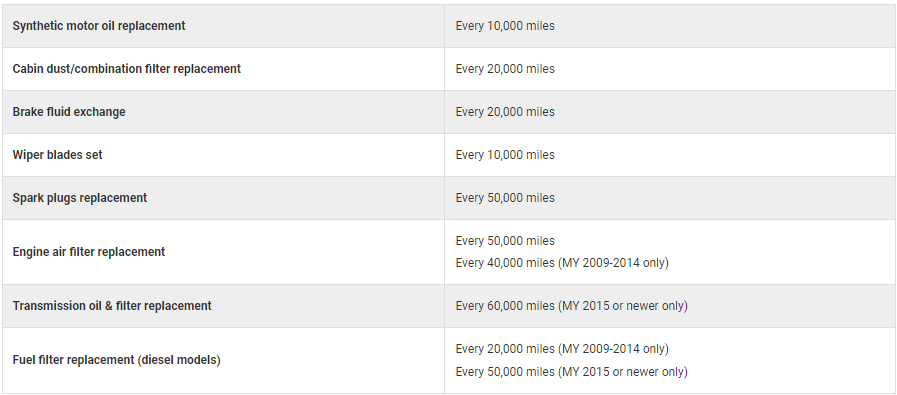 Synthetic motor oil replacement
Every 10,000 miles
Cabin dust/combination filter replacement
Every 20,000 miles
Brake fluid exchange
Every 20,000 miles
Wiper blades set
Every 10,000 miles
Spark plugs replacement
Every 50,000 miles
Engine air filter replacement
Every 50,000 miles
Every 40,000 miles (MY 2009-2014 only)
Transmission oil & filter replacement
Every 60,000 miles (MY 2015 or newer only)
Fuel filter replacement (diesel models)
Every 20,000 miles (MY 2009-2014 only)
Every 50,000 miles (MY 2015 or newer only)